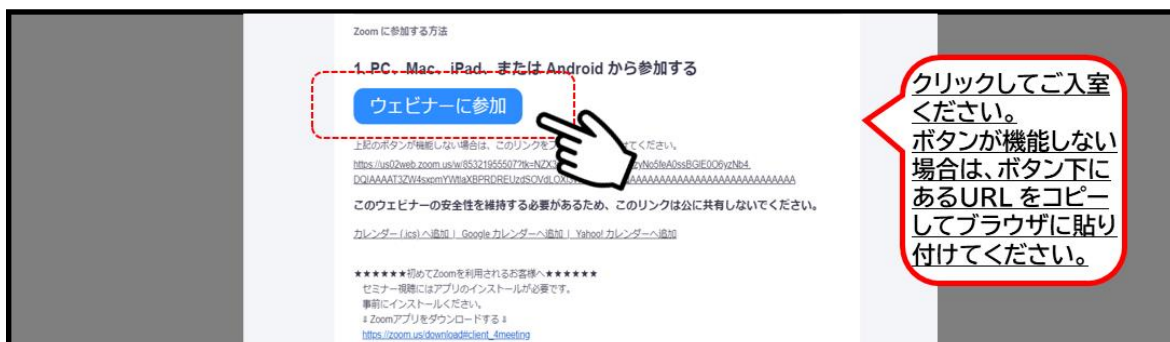 Zoom に参加する方法
1. PC、Mac、iPad、または Android から参加する
ウェビナーに参加
上記のボタンが機能しない場合は、このリンクをブ
てください。
https://us02web.zoom.us/w/85321955507?tk=
このウェビナーの安全性を維持する必要があるため、このリンクは公に共有しないでください。
カレンダー (.ics) へ追加 | Google カレンダーへ追加 | Yahoo! カレンダーへ追加
★★★★★★初めてZoomを利用されるお客様へ★★★★★★
セミナー視聴にはアプリのインストールが必要です。
事前にインストールください。
Zoomアプリをダウンロードする
https://zoom.us/download#client_4meeting
クリックしてご入室
ください。
ボタンが機能しない
場合は、ボタン下に
あるURL をコピー
してブラウザに貼り
付けてください。